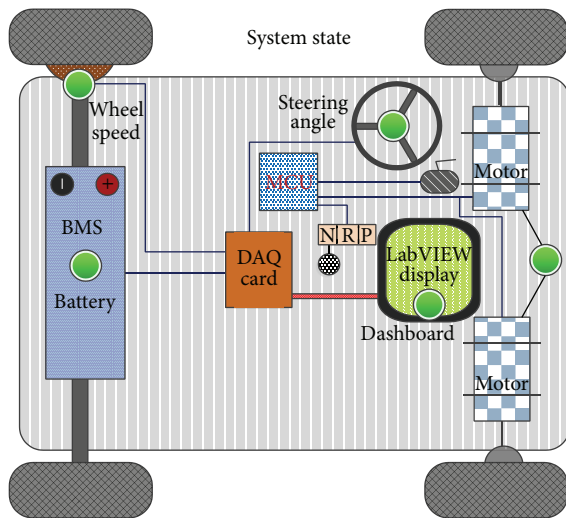 System state
Wheel
speed
Steering
angle
MCU
Motor
BMS
Battery
N R P
DAQ
card
LabVIEW
display
Dashboard
Motor